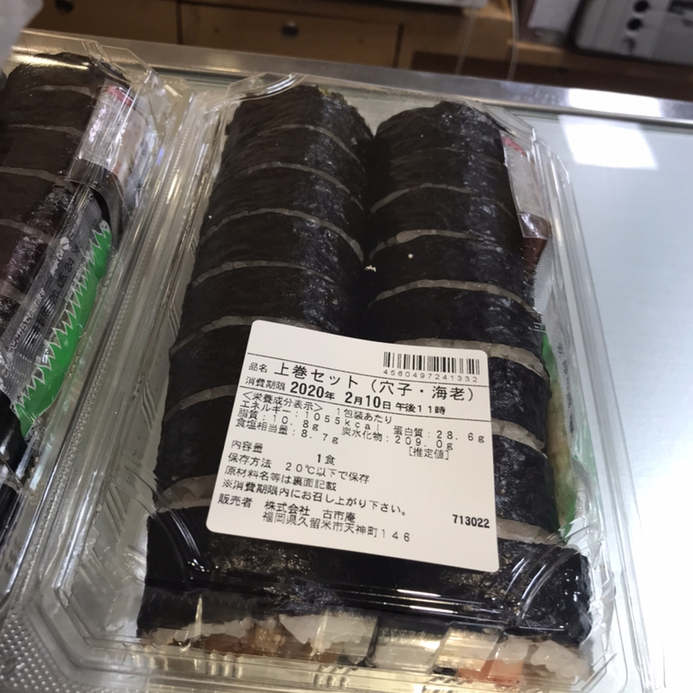 4560497241332
品名 上巻セット（穴子・海老）
消費期限 2020年 2月10日 午後11時
＜栄養成分表示＞ 1包装あたり
エネルギー：1055kcal 蛋白質：28.6g
脂質：10.8g 炭水化物：209.0g
食塩相当量：8.7g [推定値]
内容量 1食
保存方法 20℃以下で保存
原材料名等は裏面記載
※消費期限内にお召し上がり下さい。
販売者 株式会社 古市庵
福岡県久留米市天神町146
713022